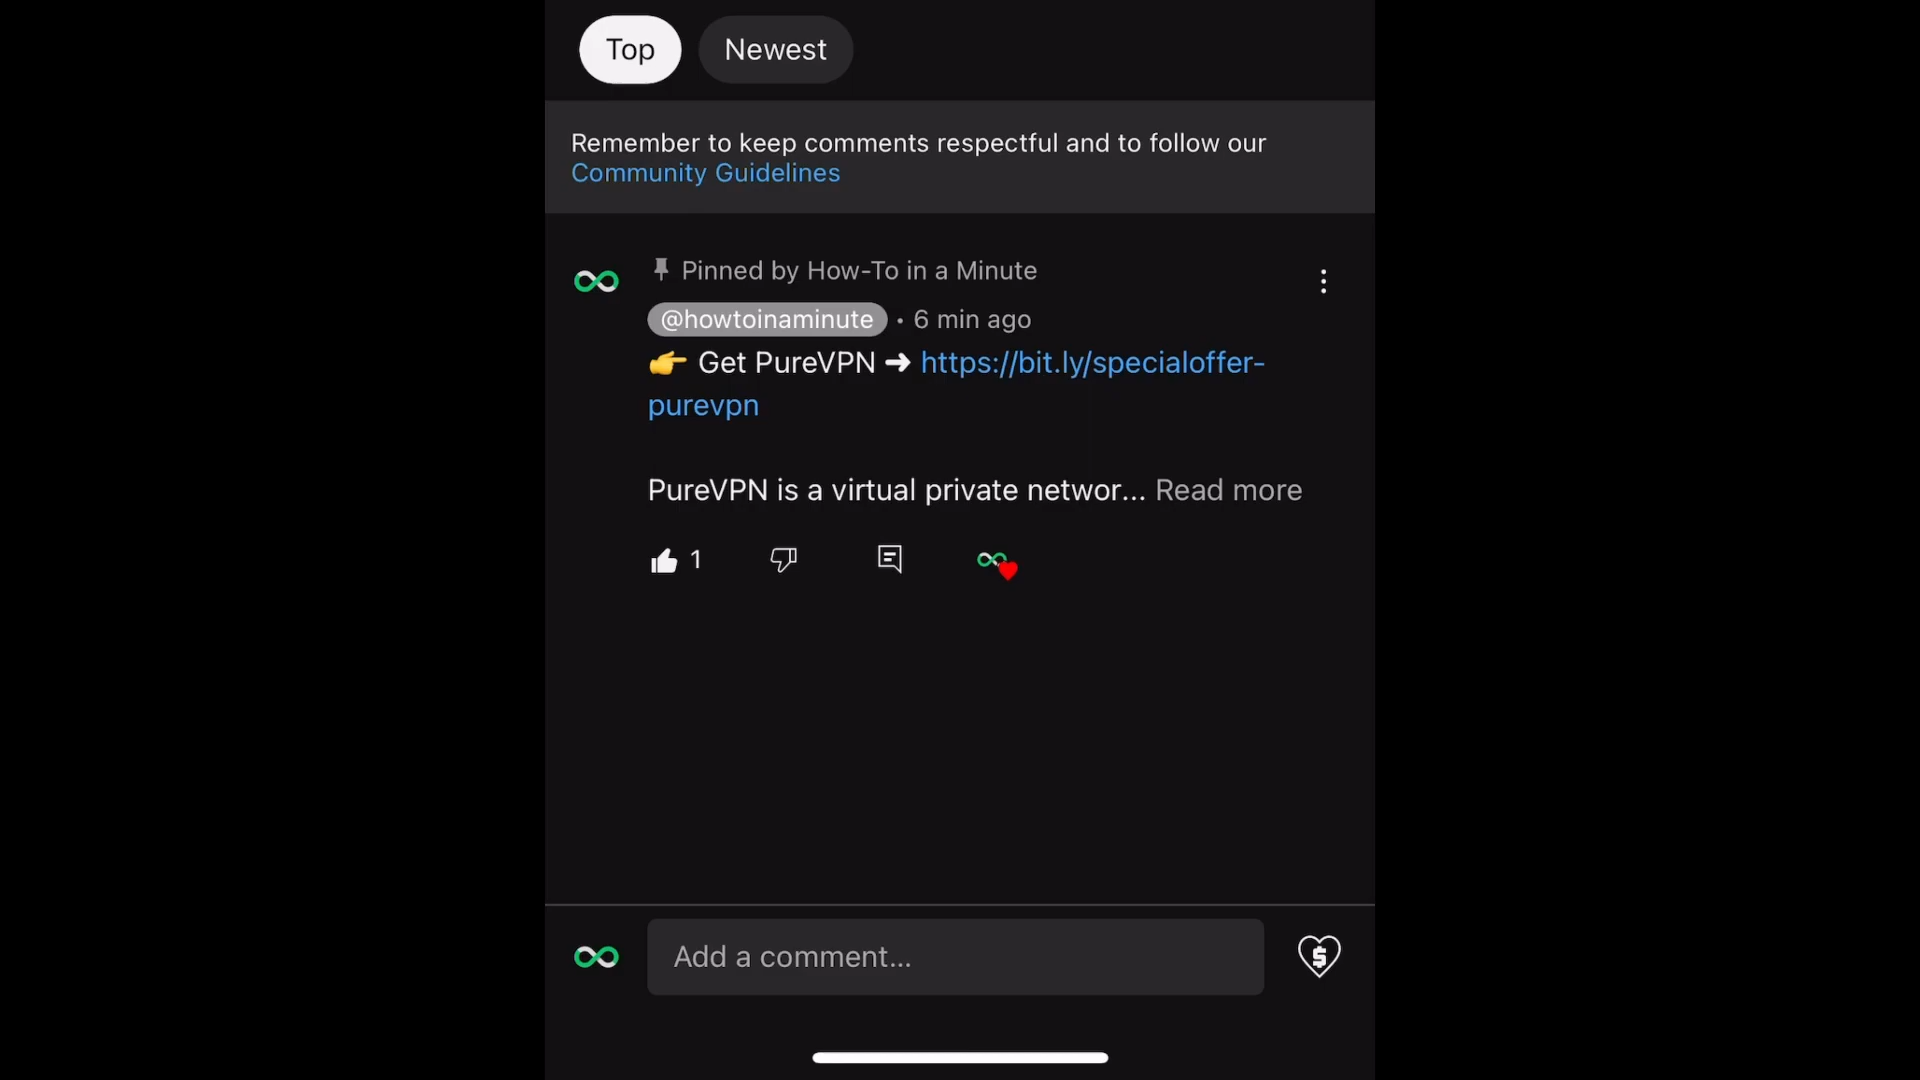 Top Newest
Remember to keep comments respectful and to follow our
Community Guidelines
Pinned by How-To in a Minute
@howtoinaminute • 6 min ago
👉 Get PureVPN ➜ https://bit.ly/specialoffer-
purevpn
PureVPN is a virtual private networ... Read more
1
Add a comment...